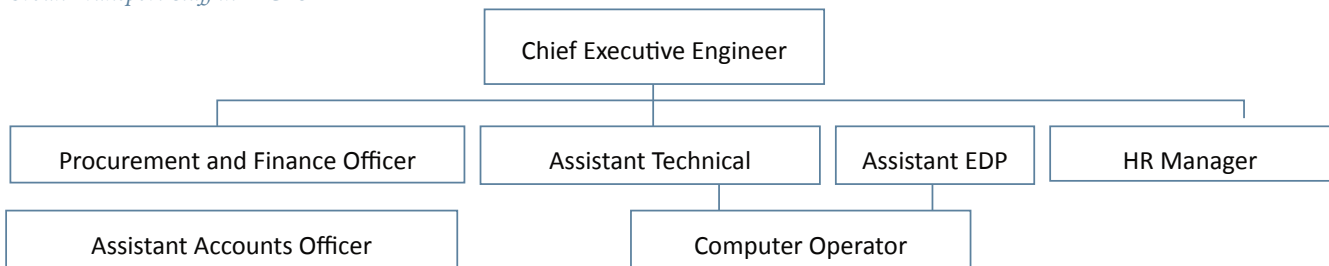 Chief Executive Engineer
Procurement and Finance Officer
Assistant Technical
Assistant EDP
HR Manager
Assistant Accounts Officer
Computer Operator